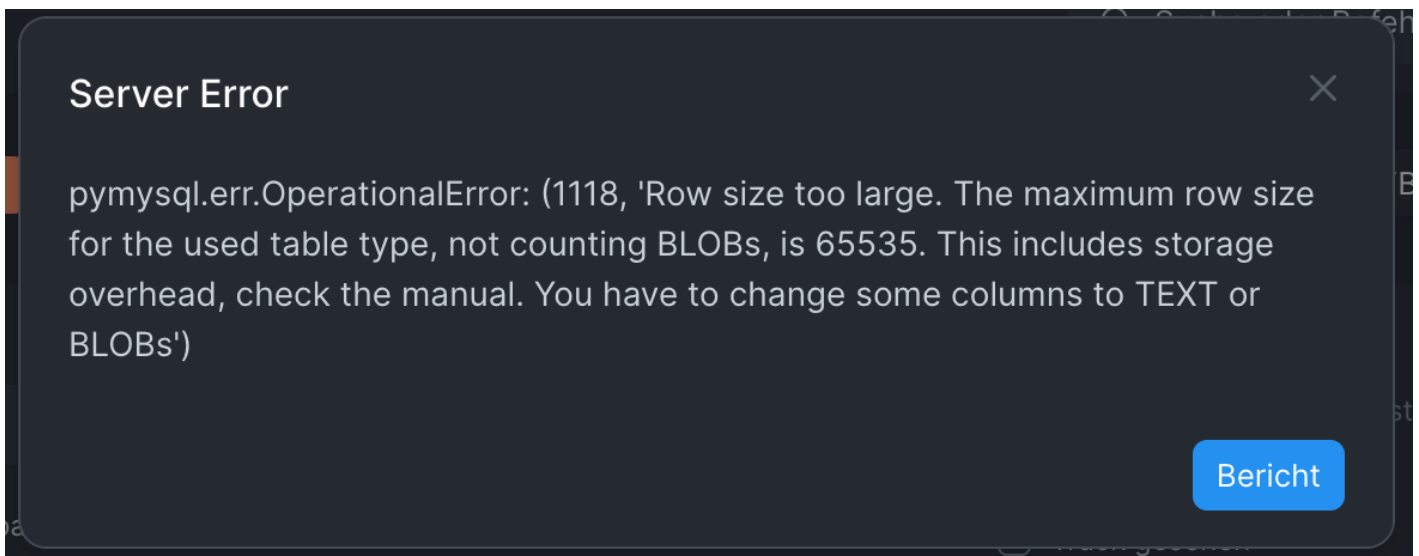 Server Error
pymysql.err.OperationalError: (1118, 'Row size too large. The maximum row size
for the used table type, not counting BLOBs, is 65535. This includes storage
overhead, check the manual. You have to change some columns to TEXT or
BLOBs')
Bericht